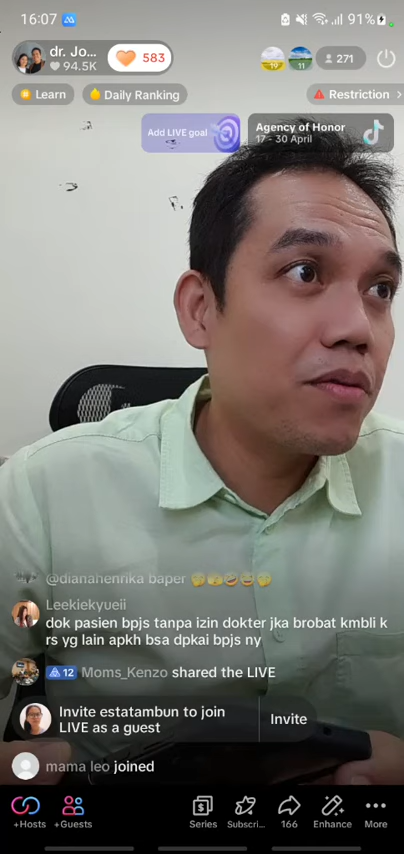 16:07
91%
dr. Jo...
94.5K
583
19
11
271
Learn
Daily Ranking
Restriction
Add LIVE goal
Agency of Honor
17 - 30 April
@dianahenrika baper
Leekiekyueii
dok pasien bpjs tanpa izin dokter jka brobat kmbli k
rs yg lain apkh bsa dpkai bpjs ny
12 Moms_Kenzo shared the LIVE
Invite estatambun to join
LIVE as a guest
Invite
mama leo joined
+Hosts
+Guests
Series
Subscri...
166
Enhance
More